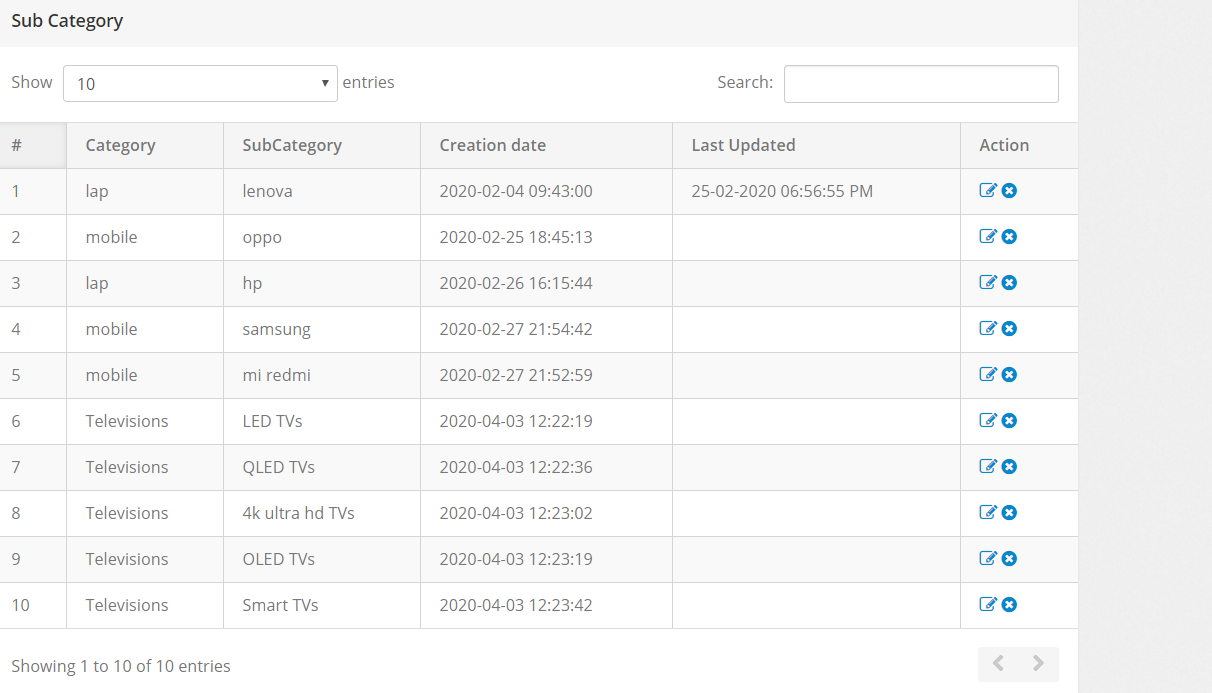 Sub Category
Show 10 entries Search:
# Category SubCategory Creation date Last Updated Action
1 lap lenova 2020-02-04 09:43:00 25-02-2020 06:56:55 PM
2 mobile oppo 2020-02-25 18:45:13
3 lap hp 2020-02-26 16:15:44
4 mobile samsung 2020-02-27 21:54:42
5 mobile mi redmi 2020-02-27 21:52:59
6 Televisions LED TVs 2020-04-03 12:22:19
7 Televisions QLED TVs 2020-04-03 12:22:36
8 Televisions 4k ultra hd TVs 2020-04-03 12:23:02
9 Televisions OLED TVs 2020-04-03 12:23:19
10 Televisions Smart TVs 2020-04-03 12:23:42
Showing 1 to 10 of 10 entries